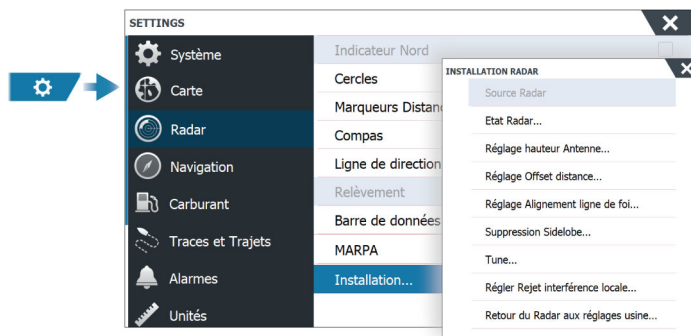 SETTINGS
Système
Carte
Radar
Navigation
Carburant
Traces et Trajets
Alarmes
Unités
Indicateur Nord
Cercles
Marqueurs Distan
Compas
Ligne de direction
Relèvement
Barre de données
MARPA
Installation...
INSTALLATION RADAR
Source Radar
Etat Radar...
Réglage hauteur Antenne...
Réglage Offset distance...
Réglage Alignement ligne de foi...
Suppression Sidelobe...
Tune...
Régler Rejet interférence locale...
Retour du Radar aux réglages usine...